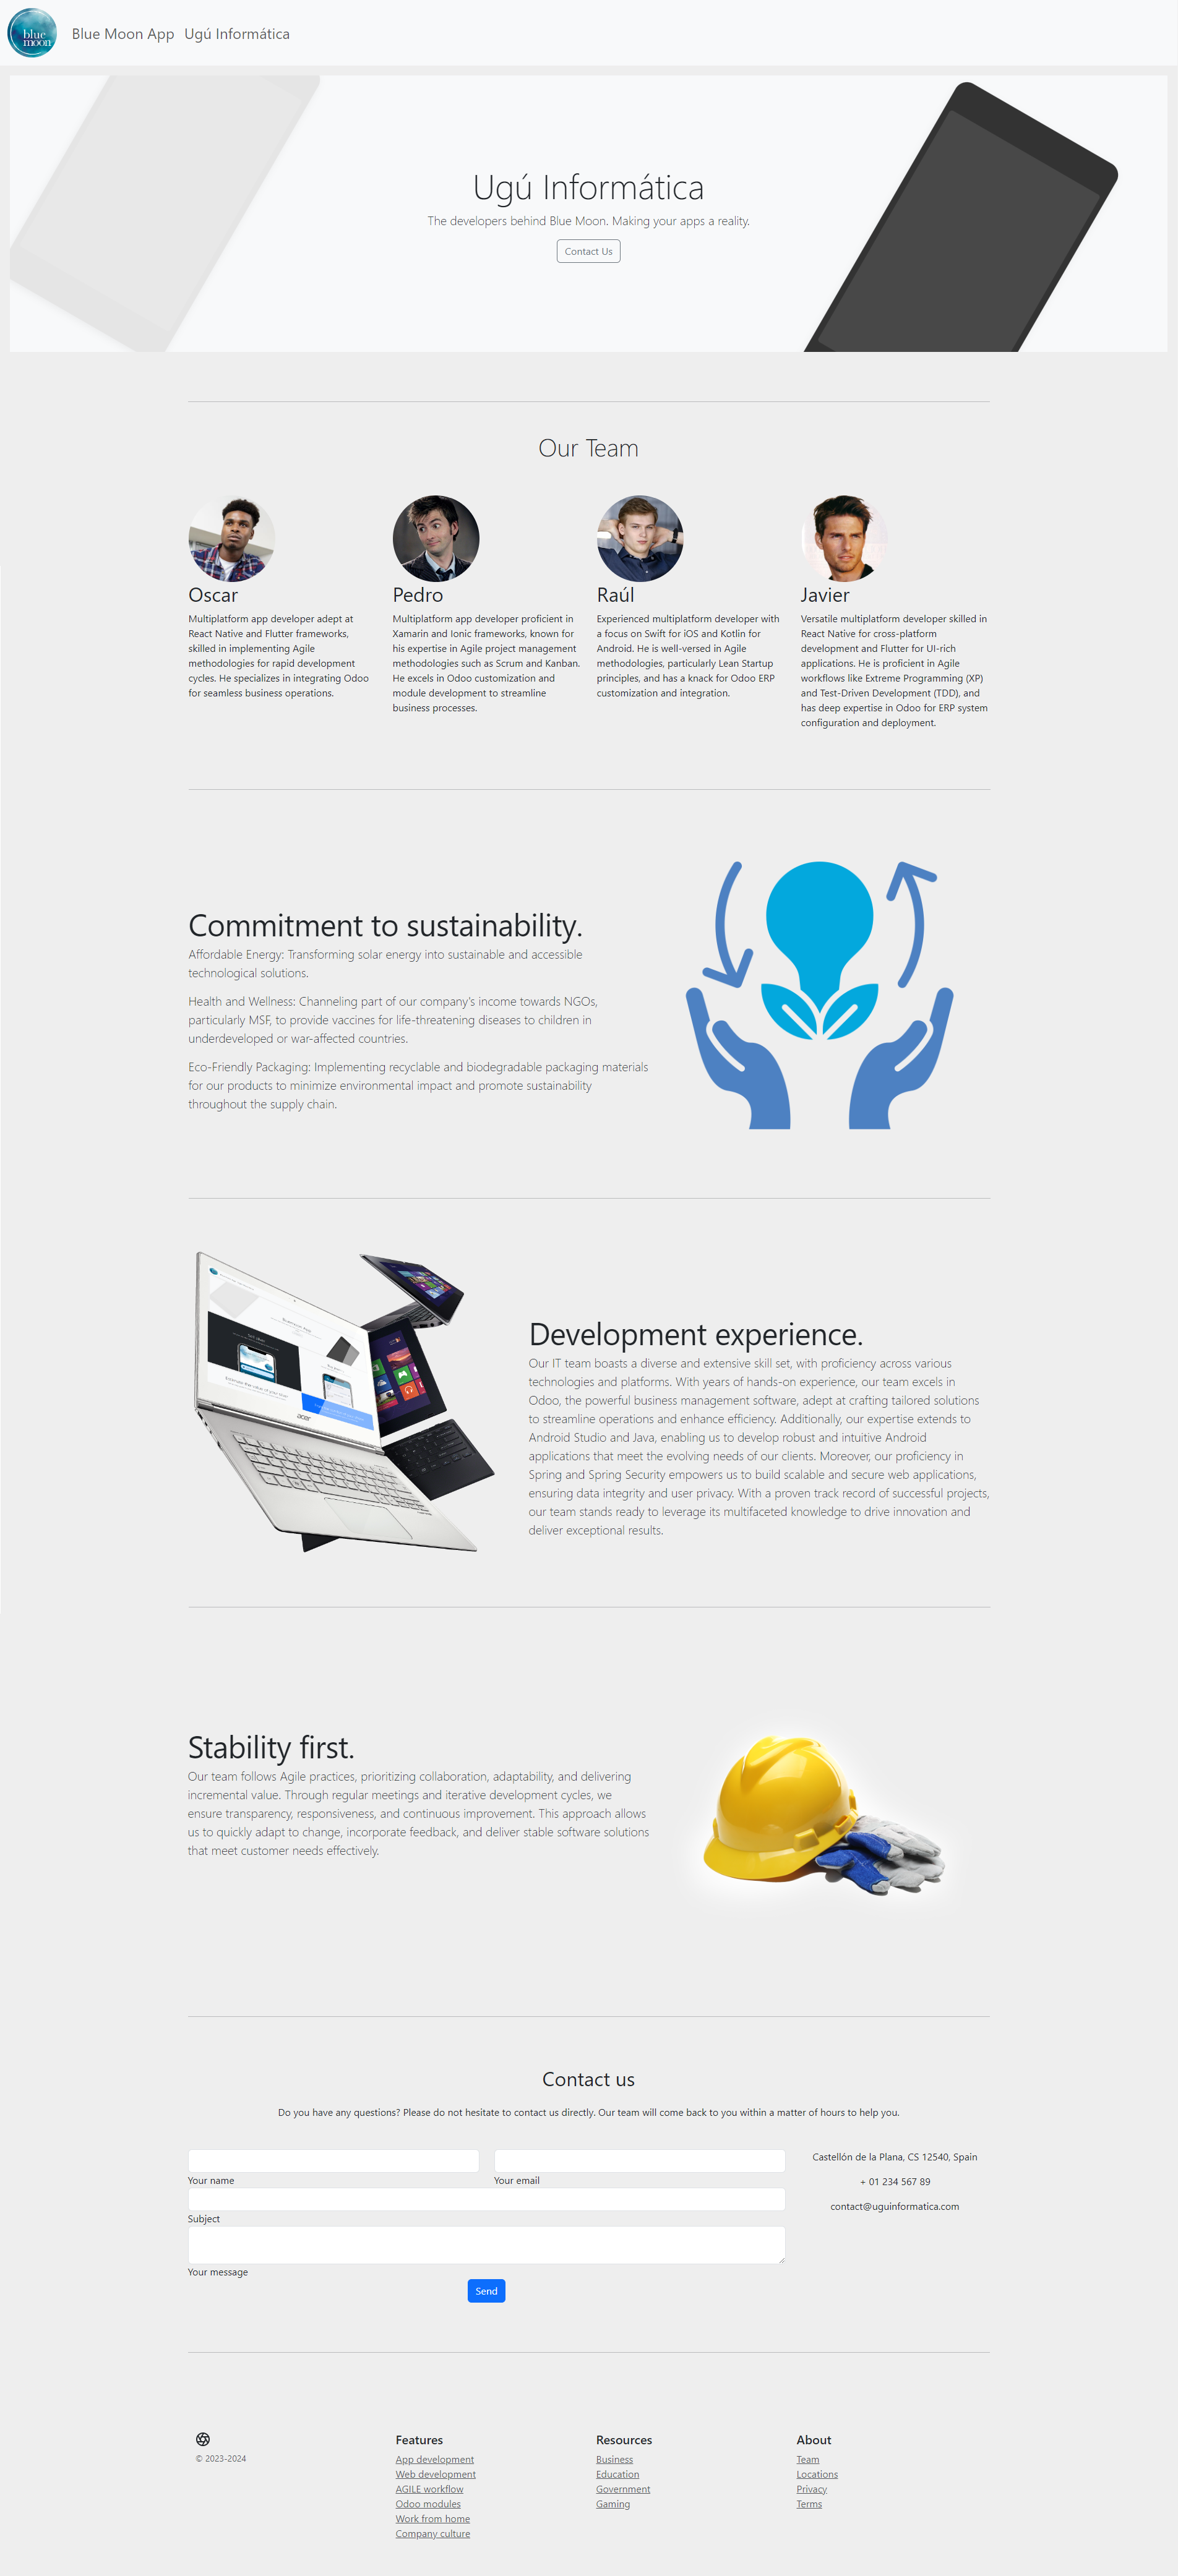 blue
moon
Blue Moon App Ugú Informática
Ugú Informática
The developers behind Blue Moon. Making your apps a reality.
Contact Us
Our Team
Oscar
Multiplatform app developer adept at
React Native and Flutter frameworks,
skilled in implementing Agile
methodologies for rapid development
cycles. He specializes in integrating Odoo
for seamless business operations.
Pedro
Multiplatform app developer proficient in
Xamarin and Ionic frameworks, known for
his expertise in Agile project management
methodologies such as Scrum and Kanban.
He excels in Odoo customization and
module development to streamline
business processes.
Raúl
Experienced multiplatform developer with
a focus on Swift for iOS and Kotlin for
Android. He is well-versed in Agile
methodologies, particularly Lean Startup
principles, and has a knack for Odoo ERP
customization and integration.
Javier
Versatile multiplatform developer skilled in
React Native for cross-platform
development and Flutter for UI-rich
applications. He is proficient in Agile
workflows like Extreme Programming (XP)
and Test-Driven Development (TDD), and
has deep expertise in Odoo for ERP system
configuration and deployment.
Commitment to sustainability.
Affordable Energy: Transforming solar energy into sustainable and accessible
technological solutions.
Health and Wellness: Channeling part of our company's income towards NGOs,
particularly MSF, to provide vaccines for life-threatening diseases to children in
underdeveloped or war-affected countries.
Eco-Friendly Packaging: Implementing recyclable and biodegradable packaging materials
for our products to minimize environmental impact and promote sustainability
throughout the supply chain.
acer
Development experience.
Our IT team boasts a diverse and extensive skill set, with proficiency across various
technologies and platforms. With years of hands-on experience, our team excels in
Odoo, the powerful business management software, adept at crafting tailored solutions
to streamline operations and enhance efficiency. Additionally, our expertise extends to
Android Studio and Java, enabling us to develop robust and intuitive Android
applications that meet the evolving needs of our clients. Moreover, our proficiency in
Spring and Spring Security empowers us to build scalable and secure web applications,
ensuring data integrity and user privacy. With a proven track record of successful projects,
our team stands ready to leverage its multifaceted knowledge to drive innovation and
deliver exceptional results.
Stability first.
Our team follows Agile practices, prioritizing collaboration, adaptability, and delivering
incremental value. Through regular meetings and iterative development cycles, we
ensure transparency, responsiveness, and continuous improvement. This approach allows
us to quickly adapt to change, incorporate feedback, and deliver stable software solutions
that meet customer needs effectively.
Contact us
Do you have any questions? Please do not hesitate to contact us directly. Our team will come back to you within a matter of hours to help you.
Your name
Your email
Subject
Your message
Send
Castellón de la Plana, CS 12540, Spain
+ 01 234 567 89
contact@uguinformatica.com
© 2023-2024
Features
App development
Web development
AGILE workflow
Odoo modules
Work from home
Company culture
Resources
Business
Education
Government
Gaming
About
Team
Locations
Privacy
Terms